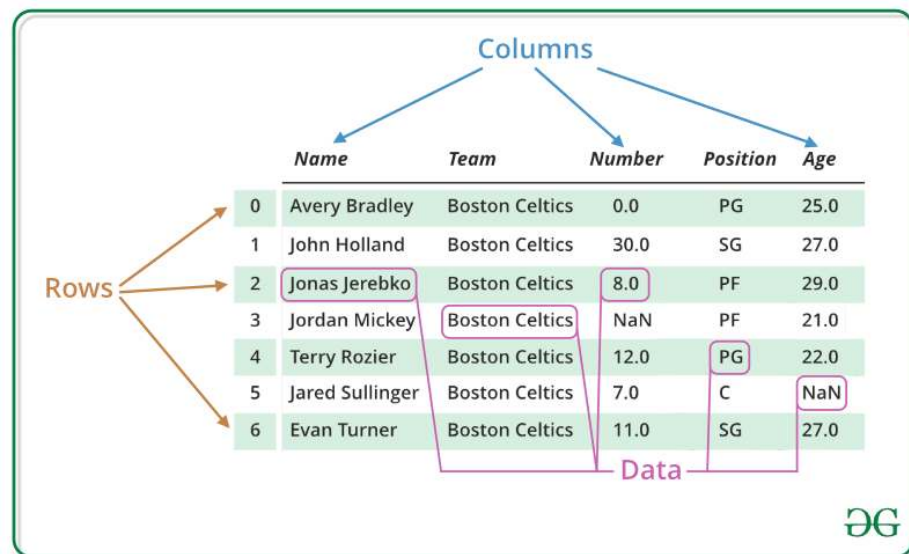 Columns
Name Team Number Position Age
0 Avery Bradley Boston Celtics 0.0 PG 25.0
1 John Holland Boston Celtics 30.0 SG 27.0
Rows
2 Jonas Jerebko Boston Celtics 8.0 PF 29.0
3 Jordan Mickey Boston Celtics NaN PF 21.0
4 Terry Rozier Boston Celtics 12.0 PG 22.0
5 Jared Sullinger Boston Celtics 7.0 C NaN
6 Evan Turner Boston Celtics 11.0 SG 27.0
Data